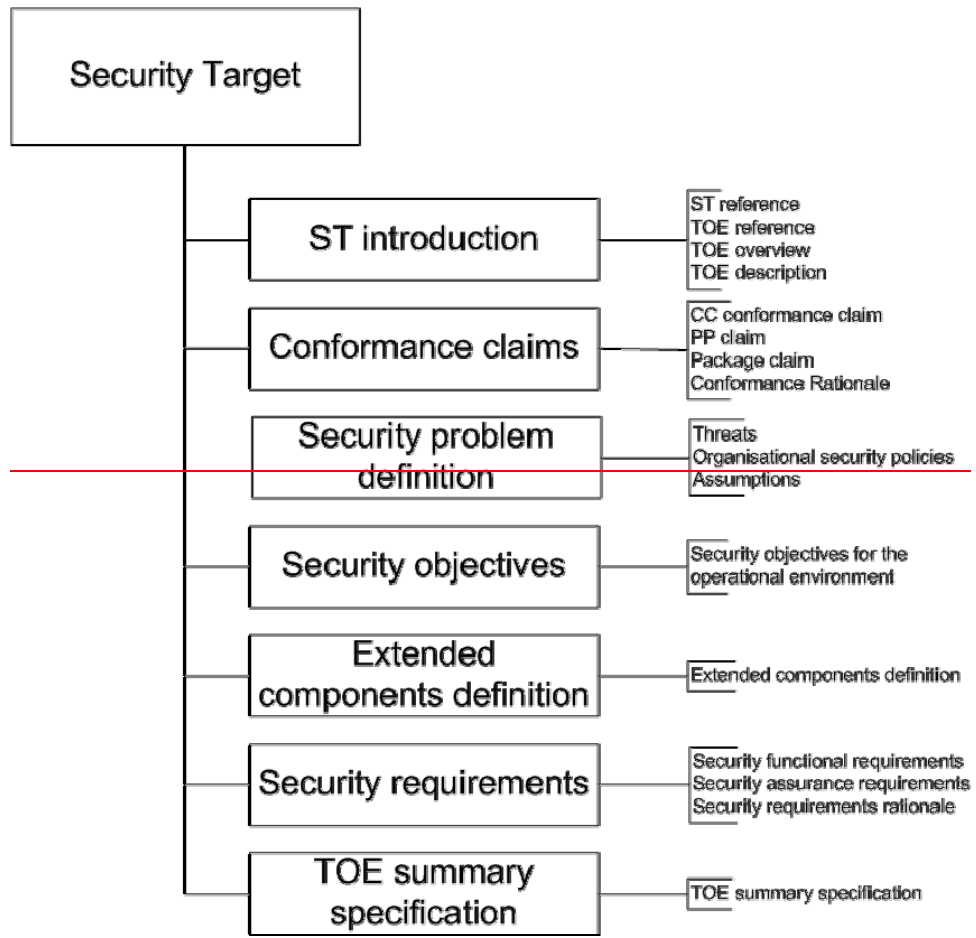 Security Target
ST introduction
ST reference
TOE reference
TOE overview
TOE description
Conformance claims
CC conformance claim
PP claim
Package claim
Conformance Rationale
Security problem
definition
Threats
Organisational security policies
Assumptions
Security objectives
Security objectives for the
operational environment
Extended
components definition
Extended components definition
Security requirements
Security functional requirements
Security assurance requirements
Security requirements rationale
TOE summary
specification
TOE summary specification